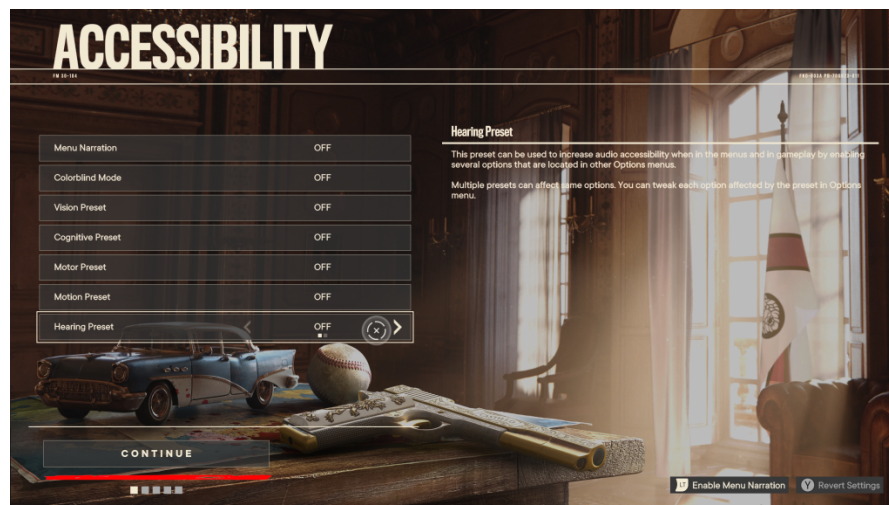 ACCESSIBILITY
Menu Narration OFF
Colorblind Mode OFF
Vision Preset OFF
Cognitive Preset OFF
Motor Preset OFF
Motion Preset OFF
Hearing Preset OFF
CONTINUE
Hearing Preset
This preset can be used to increase audio accessibility when in the menus and in gameplay by enabling
several options that are located in other Options menus.
Multiple presets can affect same options. You can tweak each option affected by the preset in Options
menu.
LT Enable Menu Narration Y Revert Settings